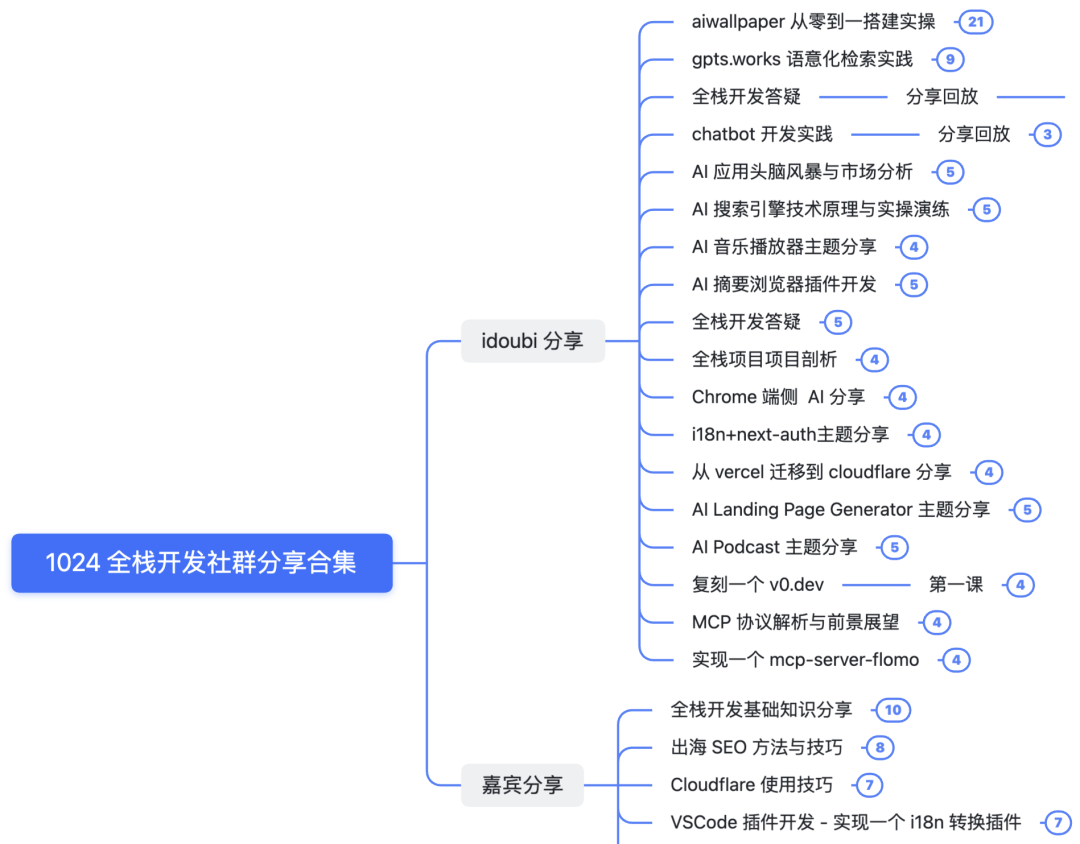 aiwallpaper 从零到一搭建实操 21
gpts.works 语意化检索实践 9
全栈开发答疑 分享回放
chatbot 开发实践 分享回放 3
AI 应用头脑风暴与市场分析 5
AI 搜索引擎技术原理与实操演练 5
AI 音乐播放器主题分享 4
AI 摘要浏览器插件开发 5
全栈开发答疑 5
idoubi 分享
全栈项目项目剖析 4
Chrome 端侧 AI 分享 4
i18n+next-auth主题分享 4
从 vercel 迁移到 cloudflare 分享 4
AI Landing Page Generator 主题分享 5
AI Podcast 主题分享 5
1024 全栈开发社群分享合集
复刻一个 v0.dev 第一课 4
MCP 协议解析与前景展望 4
实现一个 mcp-server-flomo 4
全栈开发基础知识分享 10
出海 SEO 方法与技巧 8
嘉宾分享
Cloudflare 使用技巧 7
VSCode 插件开发 - 实现一个 i18n 转换插件 7